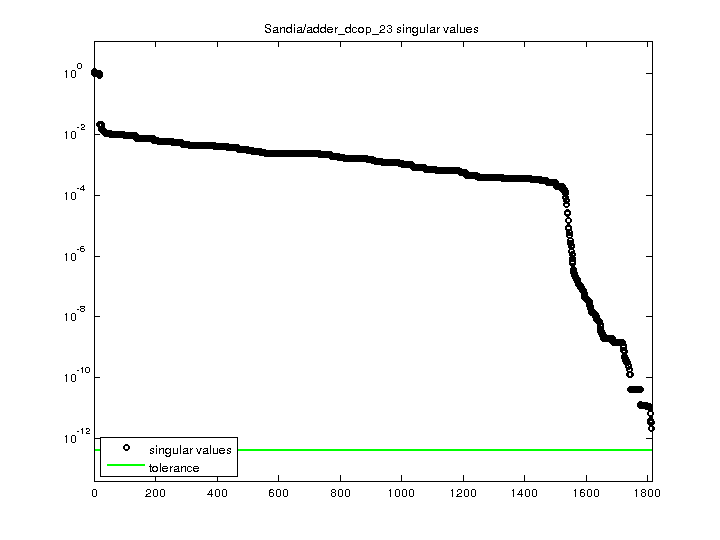 Sandia/adder_dcop_23 singular values
10^0
10^-2
10^-4
10^-6
10^-8
10^-10
10^-12
singular values
tolerance
0 200 400 600 800 1000 1200 1400 1600 1800